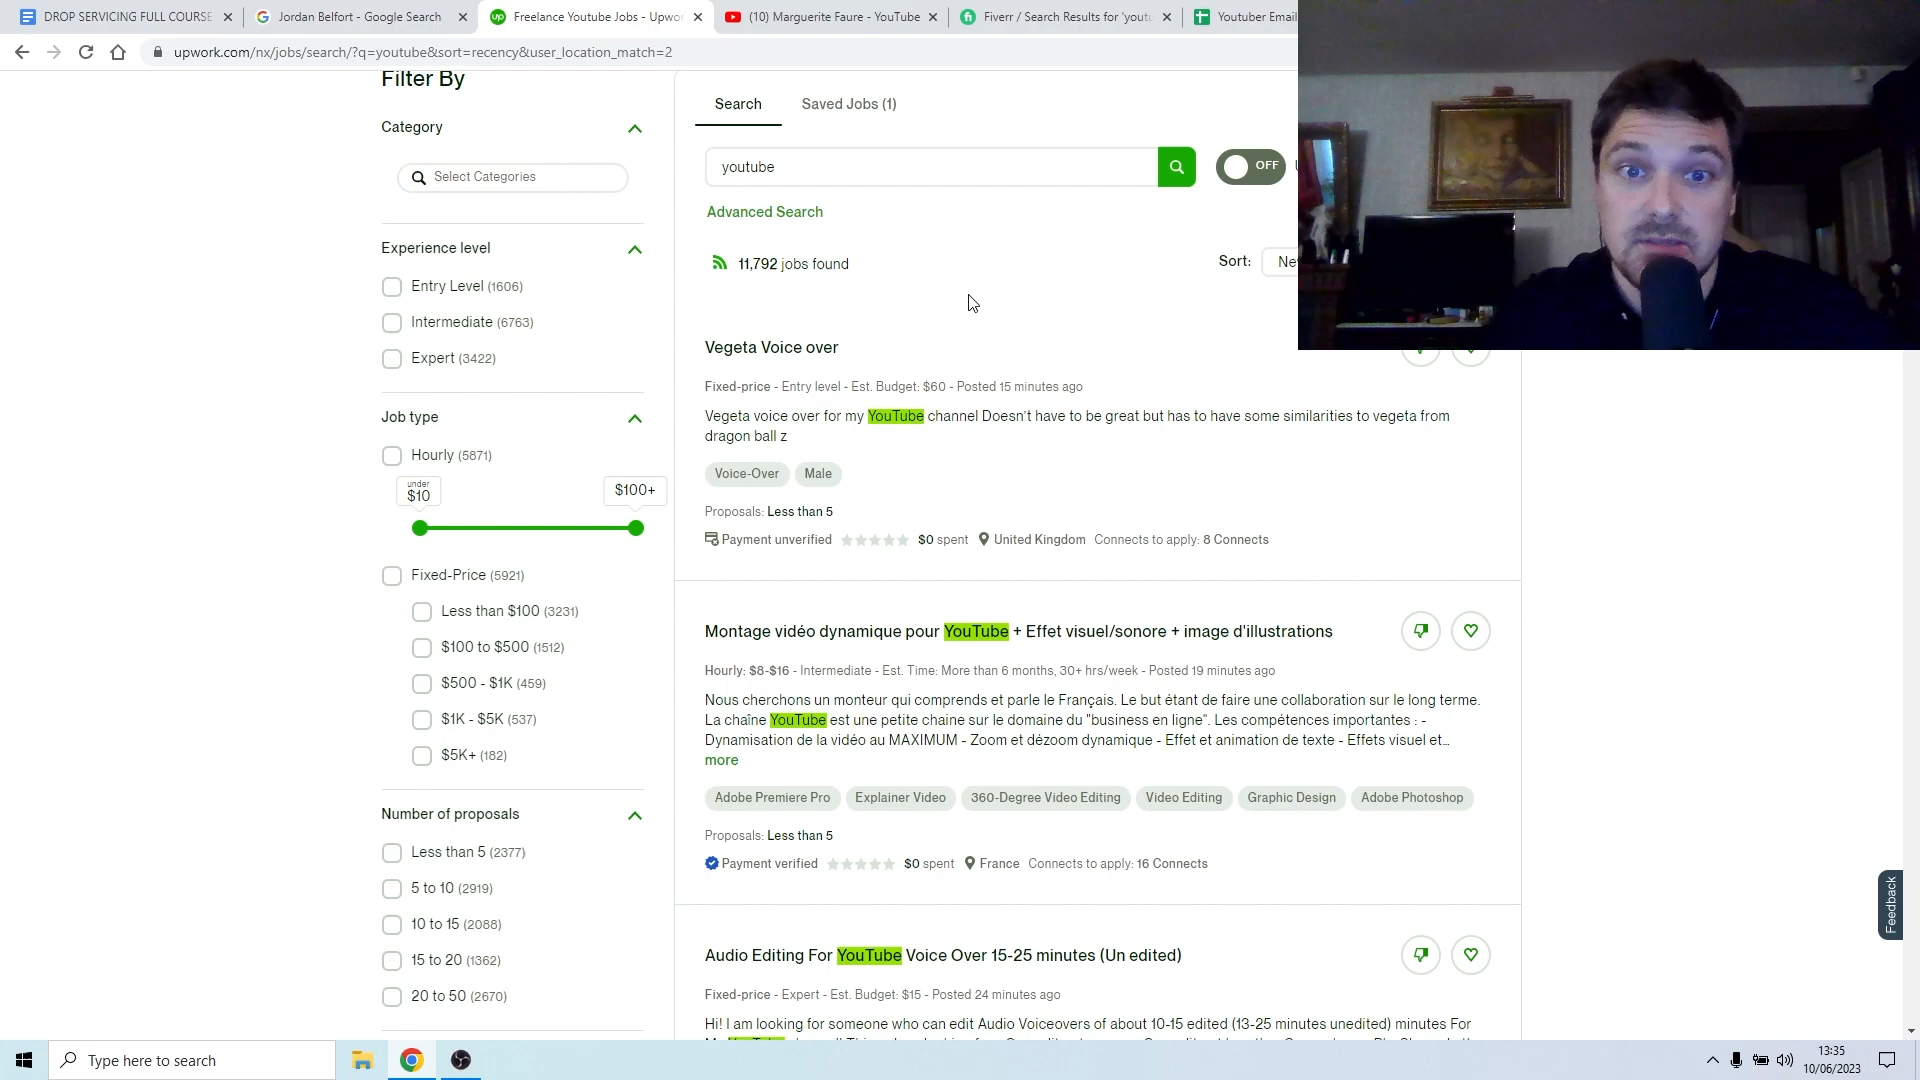 DROP SERVICING FULL COURSE
Jordan Belfort - Google Search
Freelance Youtube Jobs - Upwor
(10) Marguerite Faure - YouTube
Fiverr / Search Results for 'youtu
Youtuber Email
upwork.com/nx/jobs/search/?q=youtube&sort=recency&user_location_match=2
Filter By
Category
Select Categories
Experience level
Entry Level (1606)
Intermediate (6763)
Expert (3422)
Job type
Hourly (5871)
under
$10
$100+
Fixed-Price (5921)
Less than $100 (3231)
$100 to $500 (1512)
$500 - $1K (459)
$1K - $5K (537)
$5K+ (182)
Number of proposals
Less than 5 (2377)
5 to 10 (2919)
10 to 15 (2088)
15 to 20 (1362)
20 to 50 (2670)
Search
Saved Jobs (1)
youtube
OFF
Advanced Search
11,792 jobs found
Sort:
Ne
Vegeta Voice over
Fixed-price - Entry level - Est. Budget: $60 - Posted 15 minutes ago
Vegeta voice over for my YouTube channel Doesn't have to be great but has to have some similarities to vegeta from
dragon ball z
Voice-Over
Male
Proposals: Less than 5
Payment unverified
$0 spent
United Kingdom
Connects to apply: 8 Connects
Montage vidéo dynamique pour YouTube + Effet visuel/sonore + image d'illustrations
Hourly: $8-$16 - Intermediate - Est. Time: More than 6 months, 30+ hrs/week - Posted 19 minutes ago
Nous cherchons un monteur qui comprends et parle le Français. Le but étant de faire une collaboration sur le long terme.
La chaîne YouTube est une petite chaine sur le domaine du "business en ligne". Les compétences importantes : -
Dynamisation de la vidéo au MAXIMUM - Zoom et dézoom dynamique - Effet et animation de texte - Effets visuel et...
more
Adobe Premiere Pro
Explainer Video
360-Degree Video Editing
Video Editing
Graphic Design
Adobe Photoshop
Proposals: Less than 5
Payment verified
$0 spent
France
Connects to apply: 16 Connects
Audio Editing For YouTube Voice Over 15-25 minutes (Un edited)
Fixed-price - Expert - Est. Budget: $15 - Posted 24 minutes ago
Hi! I am looking for someone who can edit Audio Voiceovers of about 10-15 edited (13-25 minutes unedited) minutes For
Feedback
Type here to search
13:35
10/06/2023